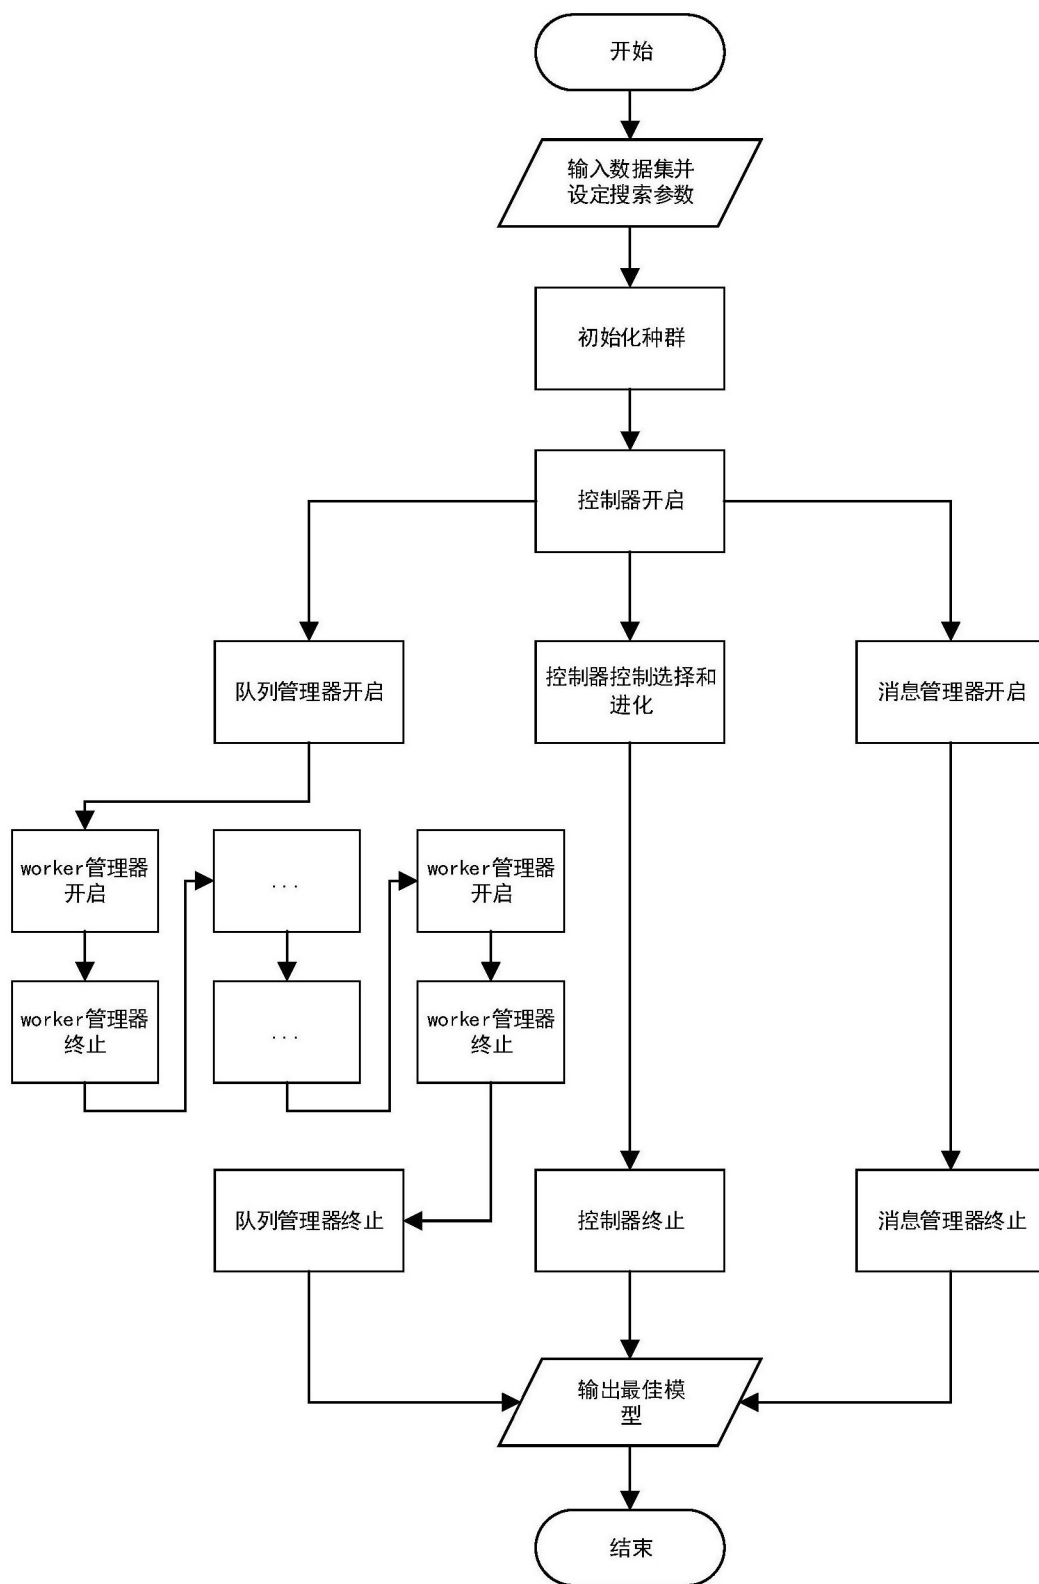 开始
输入数据集并
设定搜索参数
初始化种群
控制器开启
队列管理器开启
控制器控制选择和
进化
消息管理器开启
worker管理器
开启
...
worker管理器
开启
worker管理器
终止
...
worker管理器
终止
队列管理器终止
控制器终止
消息管理器终止
输出最佳模
型
结束